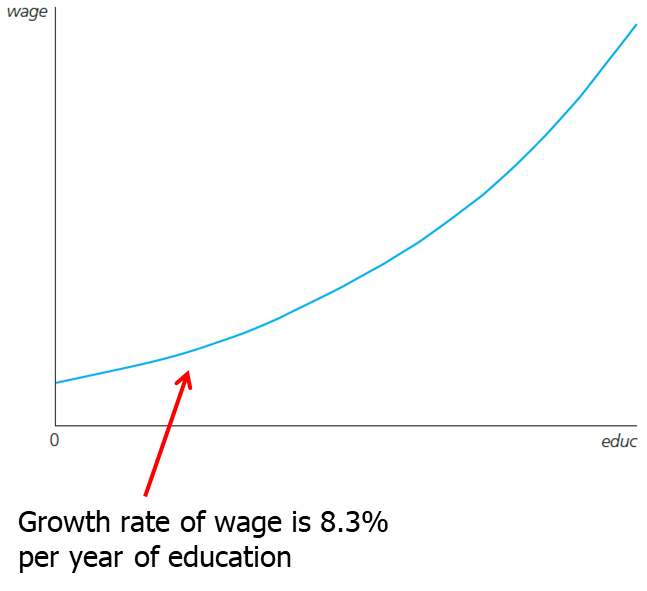 wage
0
educ
Growth rate of wage is 8.3%
per year of education